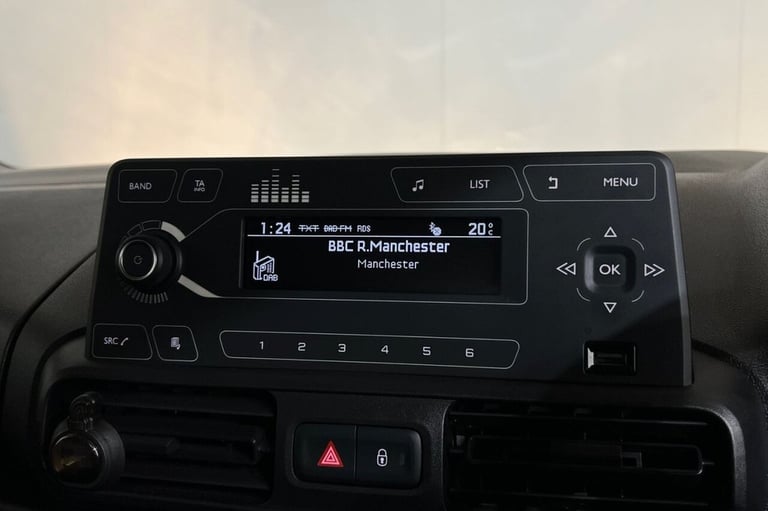 BAND
TA
INFO
LIST
MENU
1:24 TXT DAB-FM RDS 20°C
BBC R.Manchester
Manchester
DAB
OK
SRC
1 2 3 4 5 6